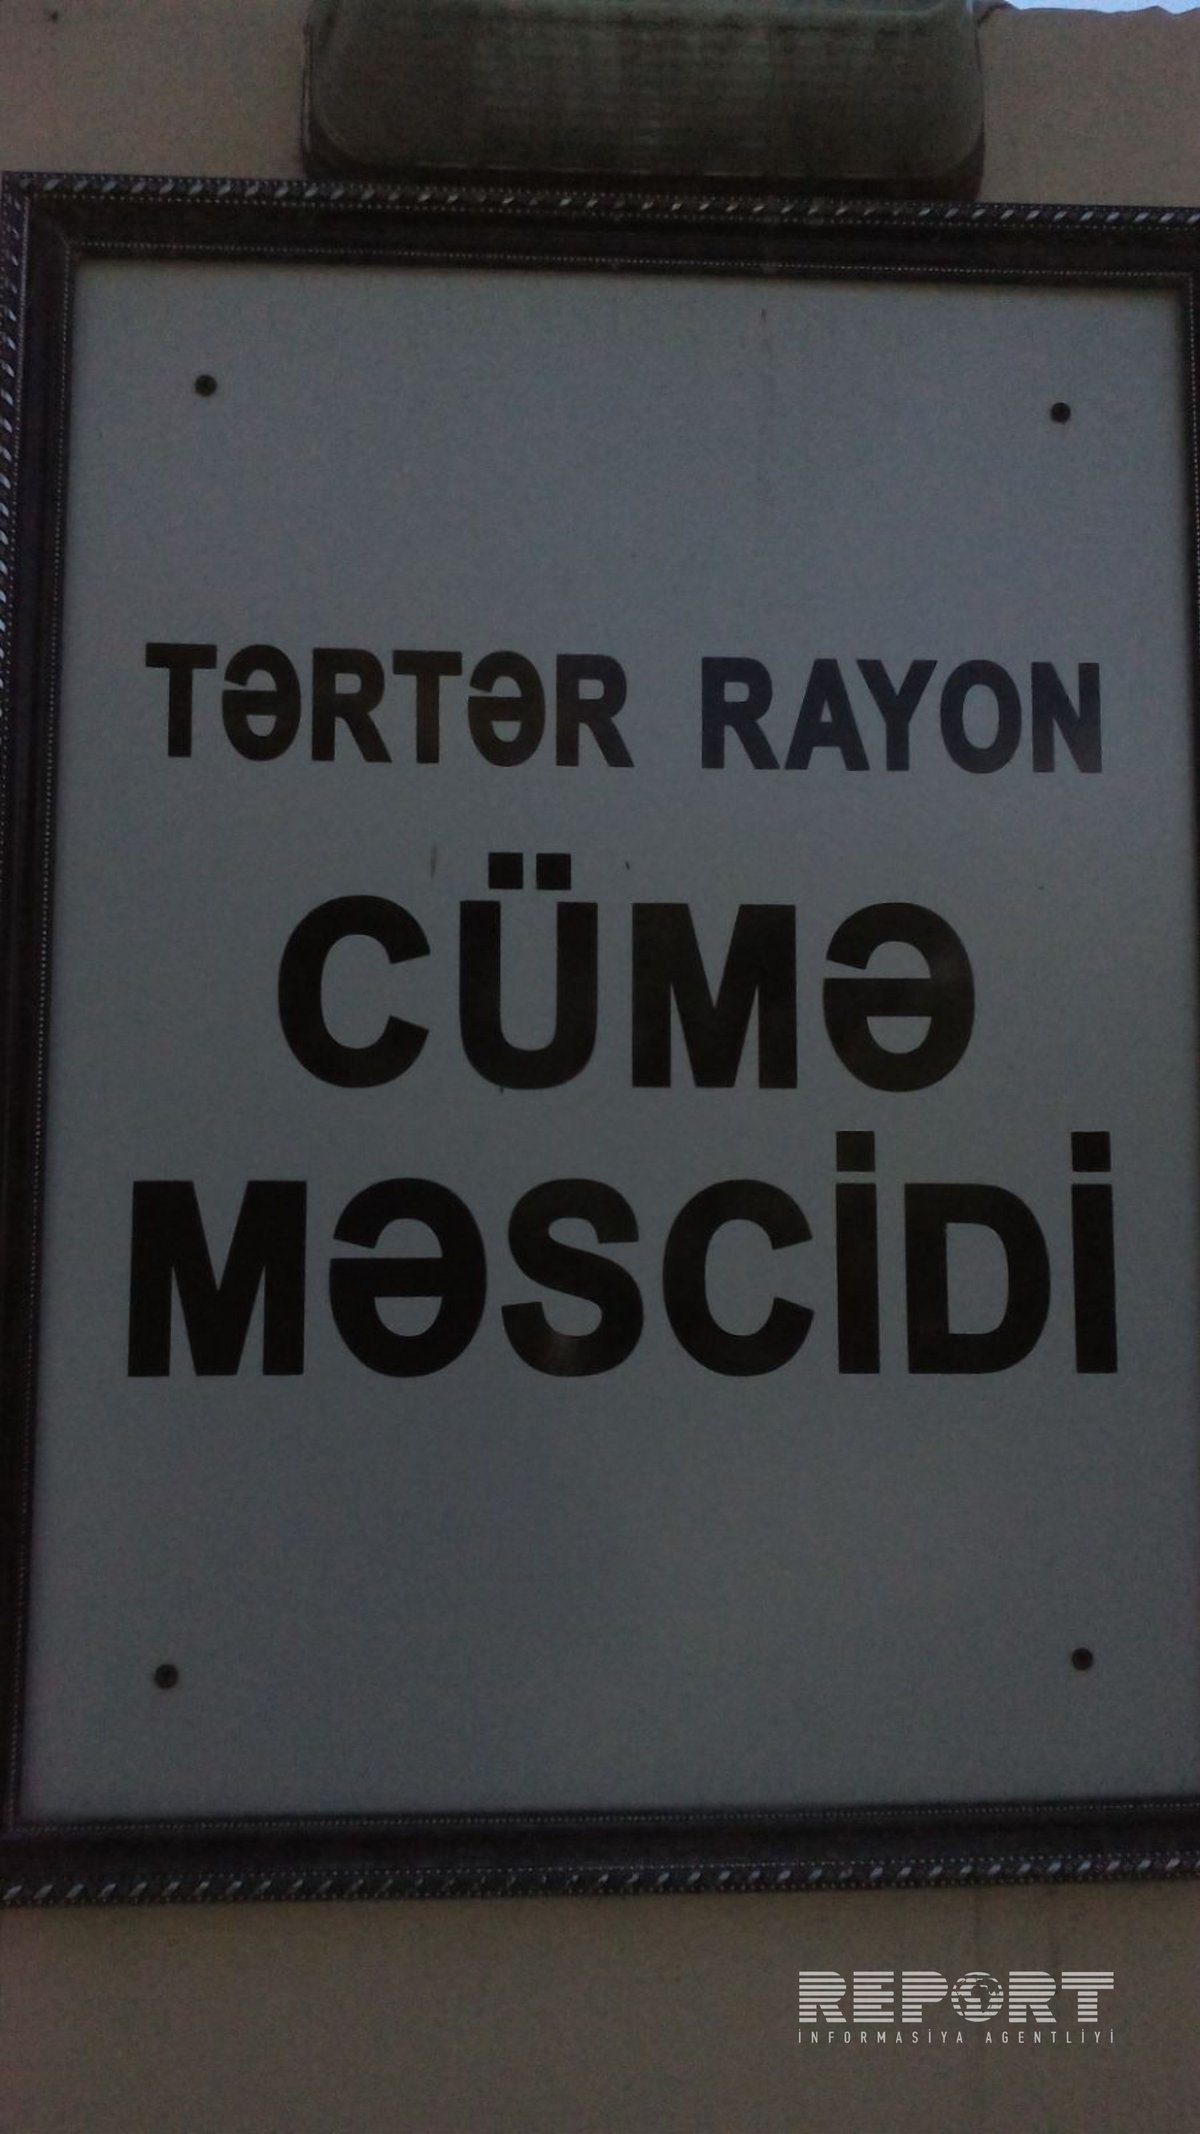 TƏRTƏR RAYON
CÜMƏ
MƏSCİDİ
REPORT
İNFORMASİYA AGENTLİYİ